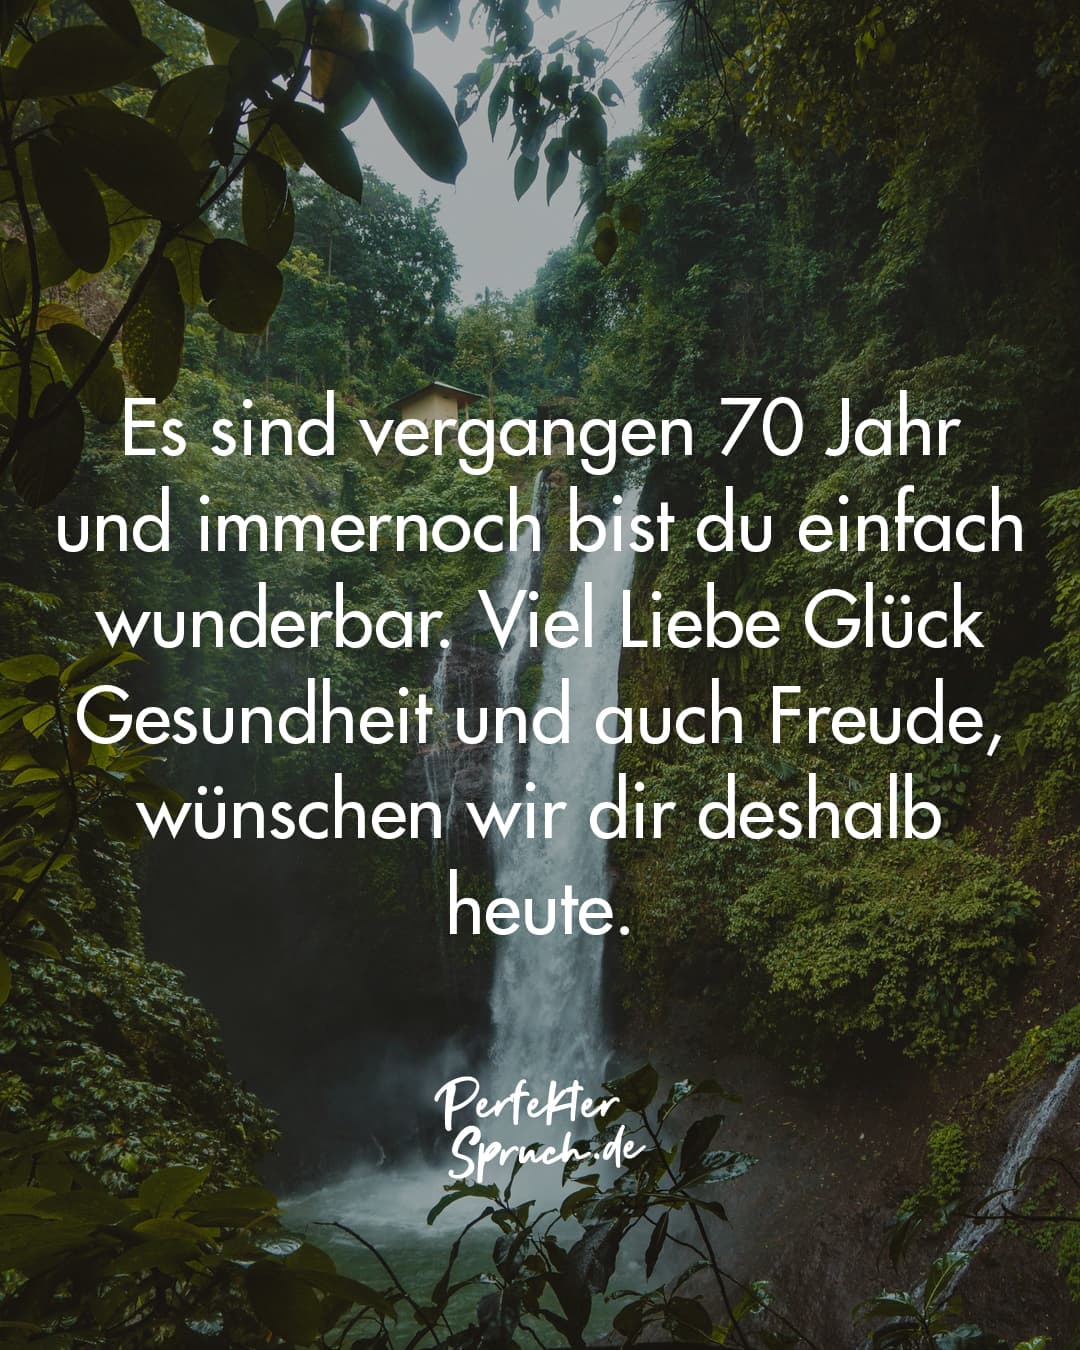 Es sind vergangen 70 Jahr
und immernoch bist du einfach
wunderbar. Viel Liebe Glück
Gesundheit und auch Freude,
wünschen wir dir deshalb
heute.
Perfekter
Spruch.de